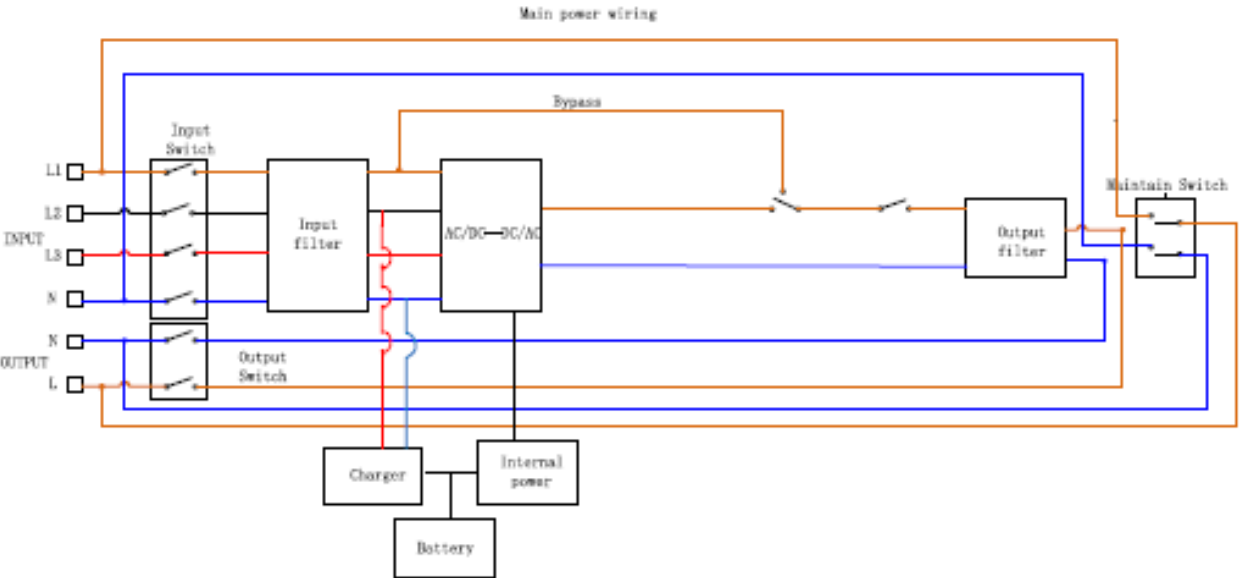 Main power wiring
Bypass
Input
Switch
L1
L2
INPUT
L3
N
N
OUTPUT
L
Input
filter
AC/DC—DC/AC
Output
filter
Maintain Switch
Output
Switch
Charger
Internal
power
Battery